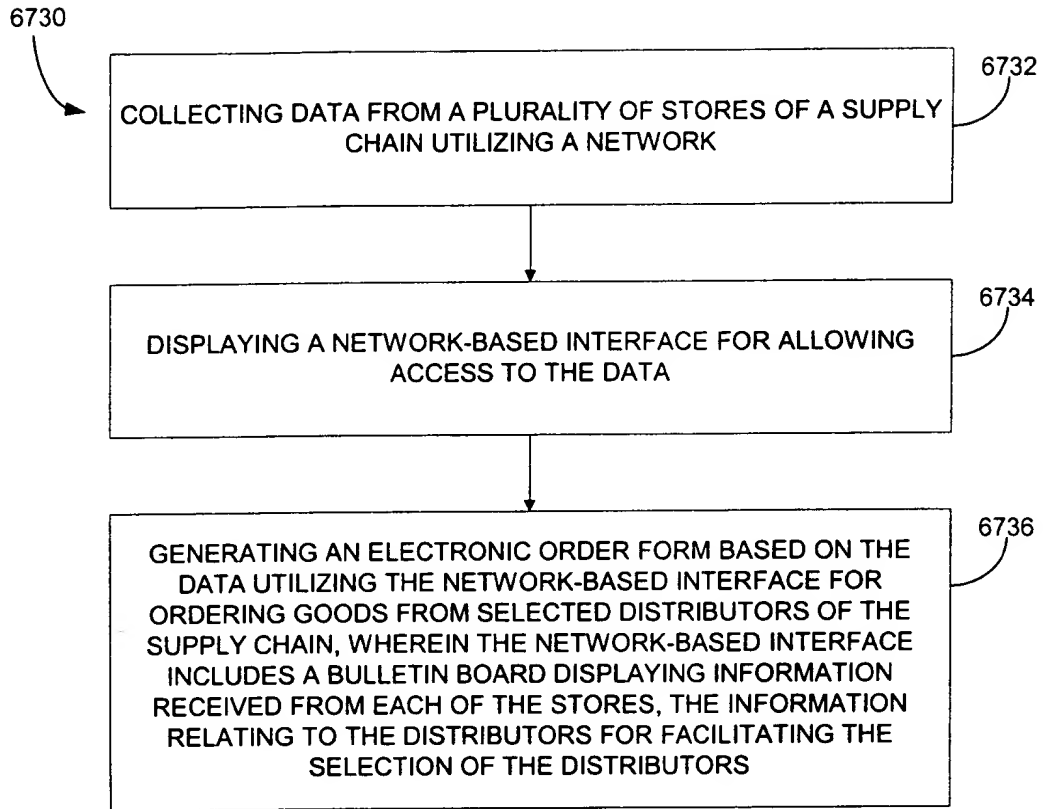 6730
6732
COLLECTING DATA FROM A PLURALITY OF STORES OF A SUPPLY
CHAIN UTILIZING A NETWORK
6734
DISPLAYING A NETWORK-BASED INTERFACE FOR ALLOWING
ACCESS TO THE DATA
6736
GENERATING AN ELECTRONIC ORDER FORM BASED ON THE
DATA UTILIZING THE NETWORK-BASED INTERFACE FOR
ORDERING GOODS FROM SELECTED DISTRIBUTORS OF THE
SUPPLY CHAIN, WHEREIN THE NETWORK-BASED INTERFACE
INCLUDES A BULLETIN BOARD DISPLAYING INFORMATION
RECEIVED FROM EACH OF THE STORES, THE INFORMATION
RELATING TO THE DISTRIBUTORS FOR FACILITATING THE
SELECTION OF THE DISTRIBUTORS